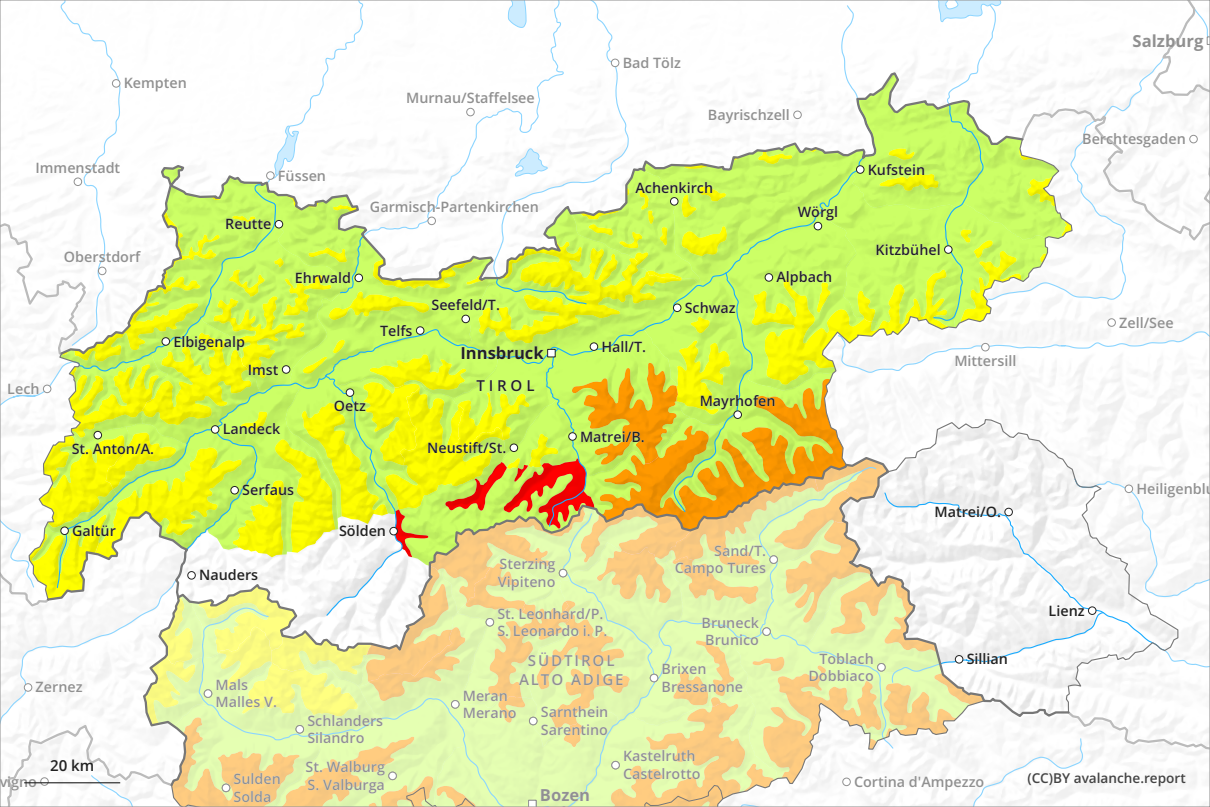 Salzburg
Bad Tölz
Kempten
Murnau/Staffelsee
Bayrischzell
Berchtesgaden
Immenstadt
Füssen
Kufstein
Achenkirch
Garmisch-Partenkirchen
Wörgl
Reutte
Kitzbühel
Oberstdorf
Ehrwald
Alpbach
Seefeld/T.
Schwaz
Zell/See
Telfs
Elbigenalp
Innsbruck
Hall/T.
Mittersill
Imst
TIROL
Lech
Oetz
Mayrhofen
Landeck
Matrei/B.
St. Anton/A.
Neustift/St.
Serfaus
Heiligenblu
Matrei/O.
Galtür
Sölden
Sand/T.
Campo Tures
Sterzing
Vipiteno
Nauders
St. Leonhard/P.
S. Leonardo i. P.
Lienz
Bruneck
Brunico
SÜDTIROL
ALTO ADIGE
Toblach
Dobbiaco
Sillian
Brixen
Bressanone
Zernez
Mals
Malles V.
Meran
Merano
Sarnthein
Sarentino
Schlanders
Silandro
Kastelruth
Castelrotto
20 km
St. Walburg
S. Valburga
Sulden
Solda
vigno
Cortina d'Ampezzo
(CC)BY avalanche.report
Bozen